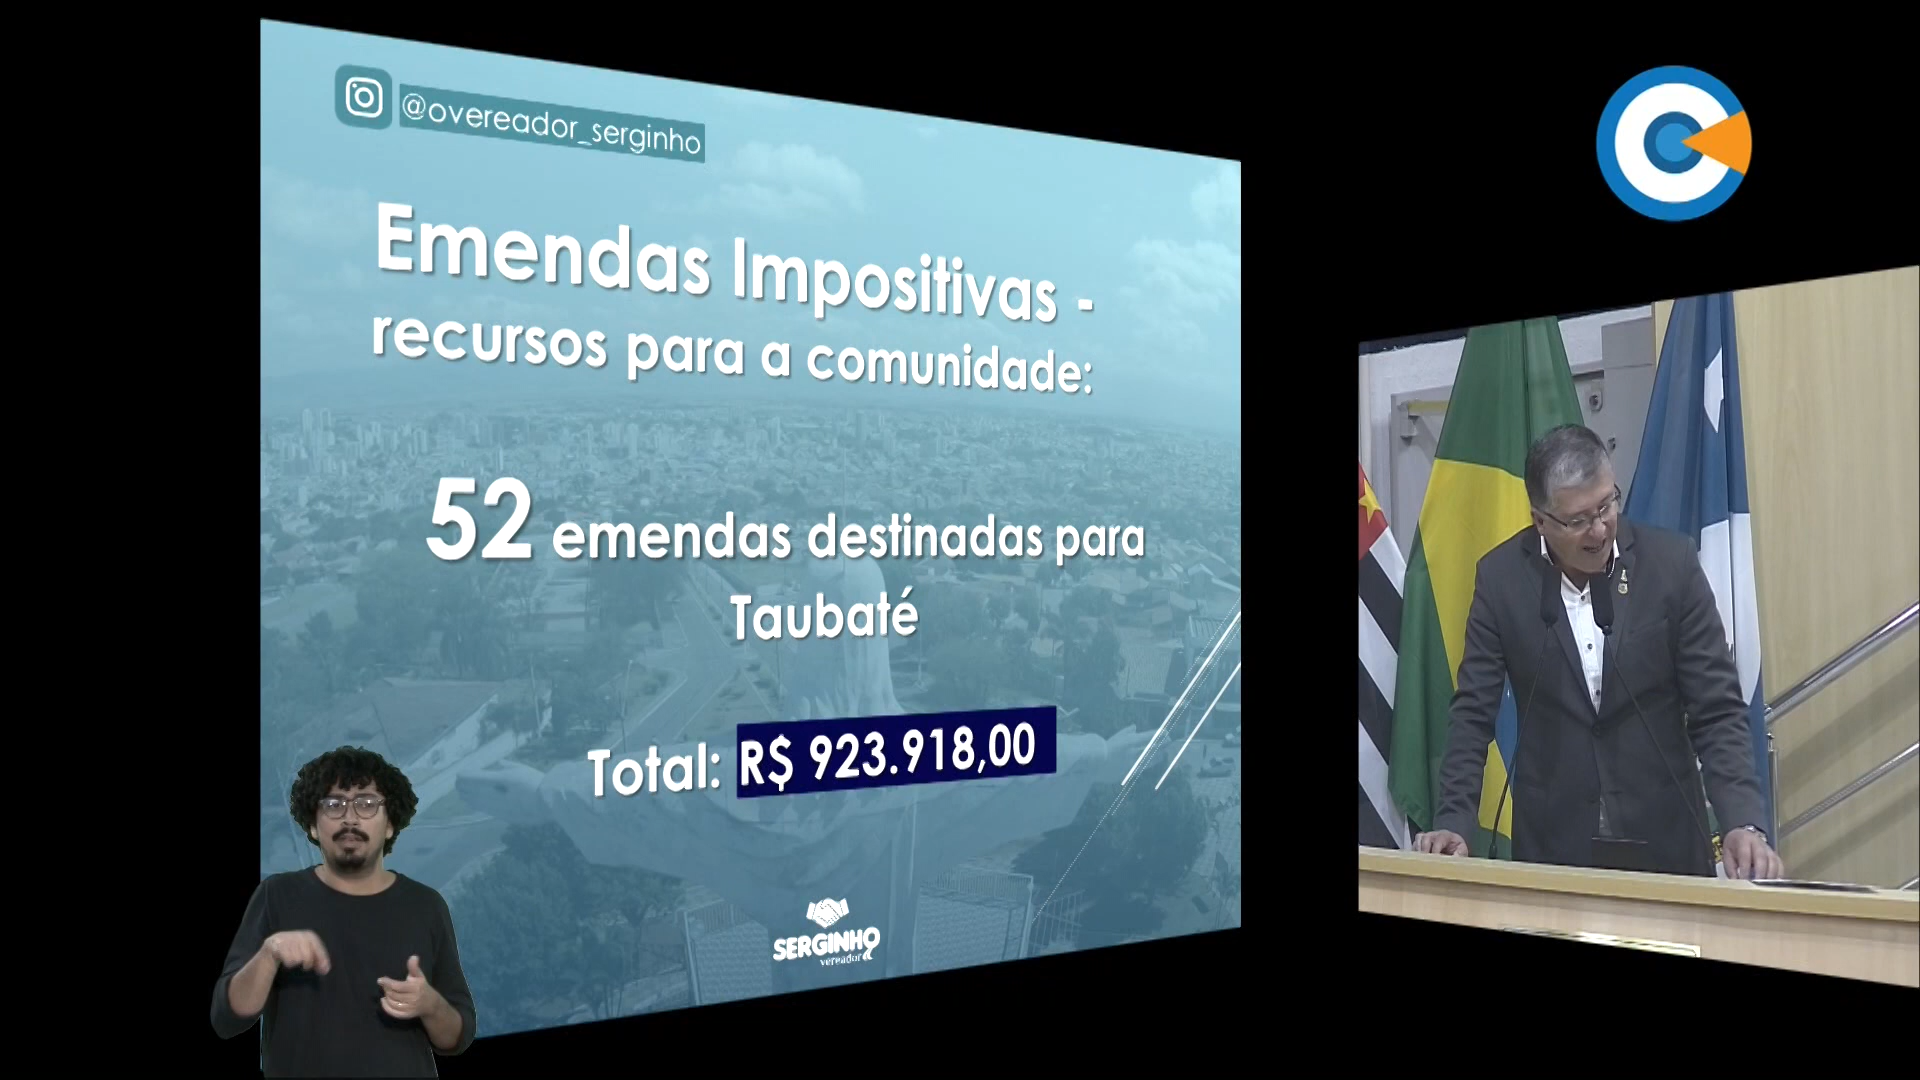 @overeador_serginho
Emendas Impositivas -
recursos para a comunidade:
52 emendas destinadas para
Taubaté
Total: R$ 923.918,00
SERGINHO
vereador